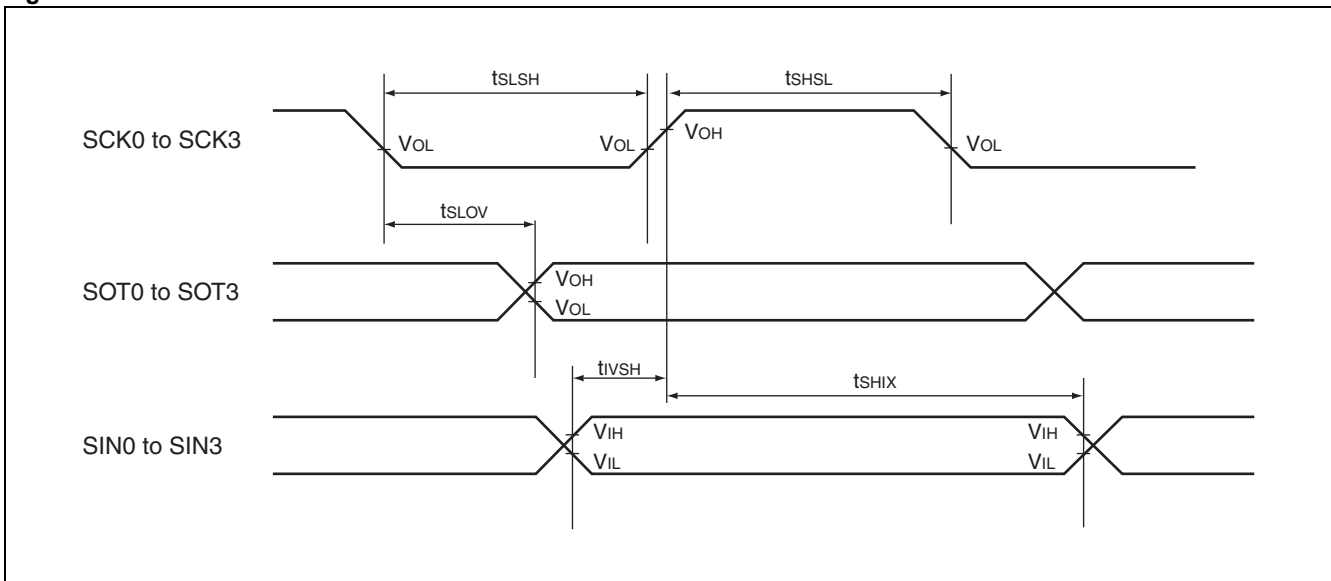 tSLSH
tSHSL
SCK0 to SCK3
VOL
VOL
VOH
VOL
tSLOV
SOT0 to SOT3
VOH
VOL
tIVSH
tSHIX
SIN0 to SIN3
VIH
VIL
VIH
VIL